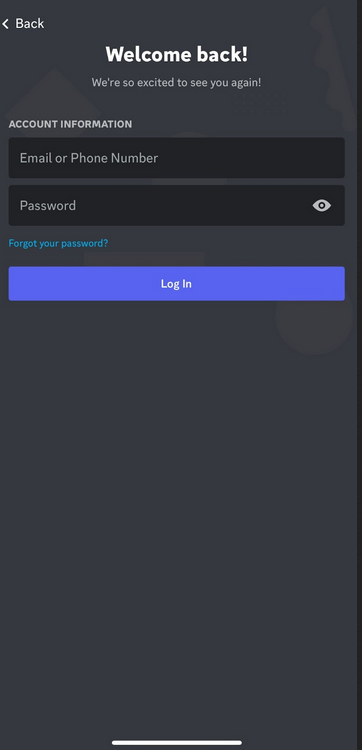 Back
Welcome back!
We're so excited to see you again!
ACCOUNT INFORMATION
Email or Phone Number
Password
Forgot your password?
Log In